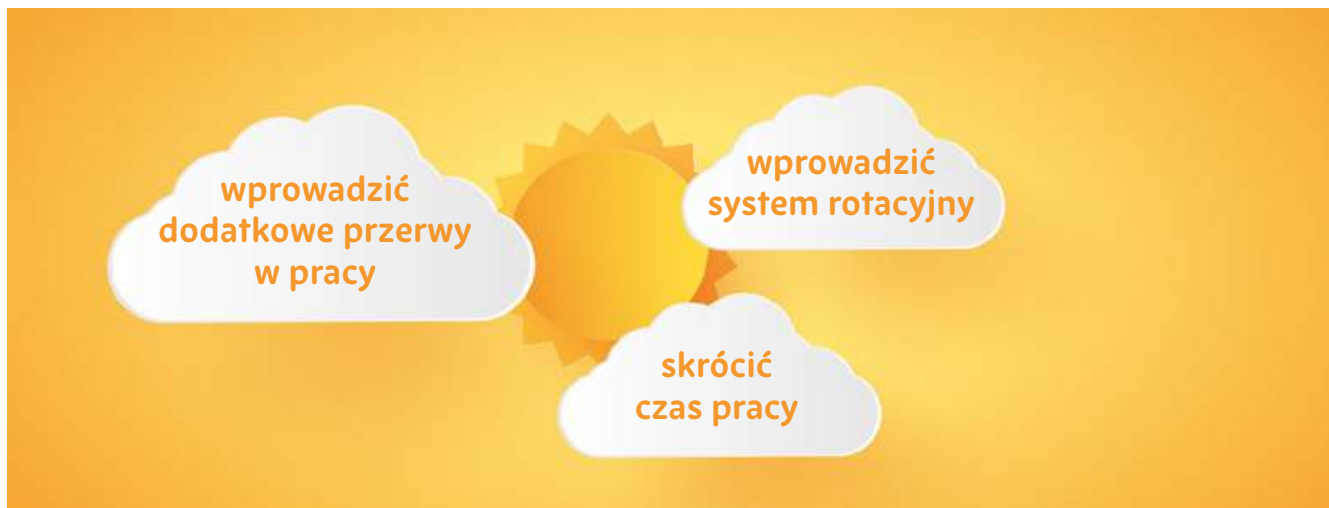 wprowadzić
dodatkowe przerwy
w pracy
wprowadzić
system rotacyjny
skrócić
czas pracy